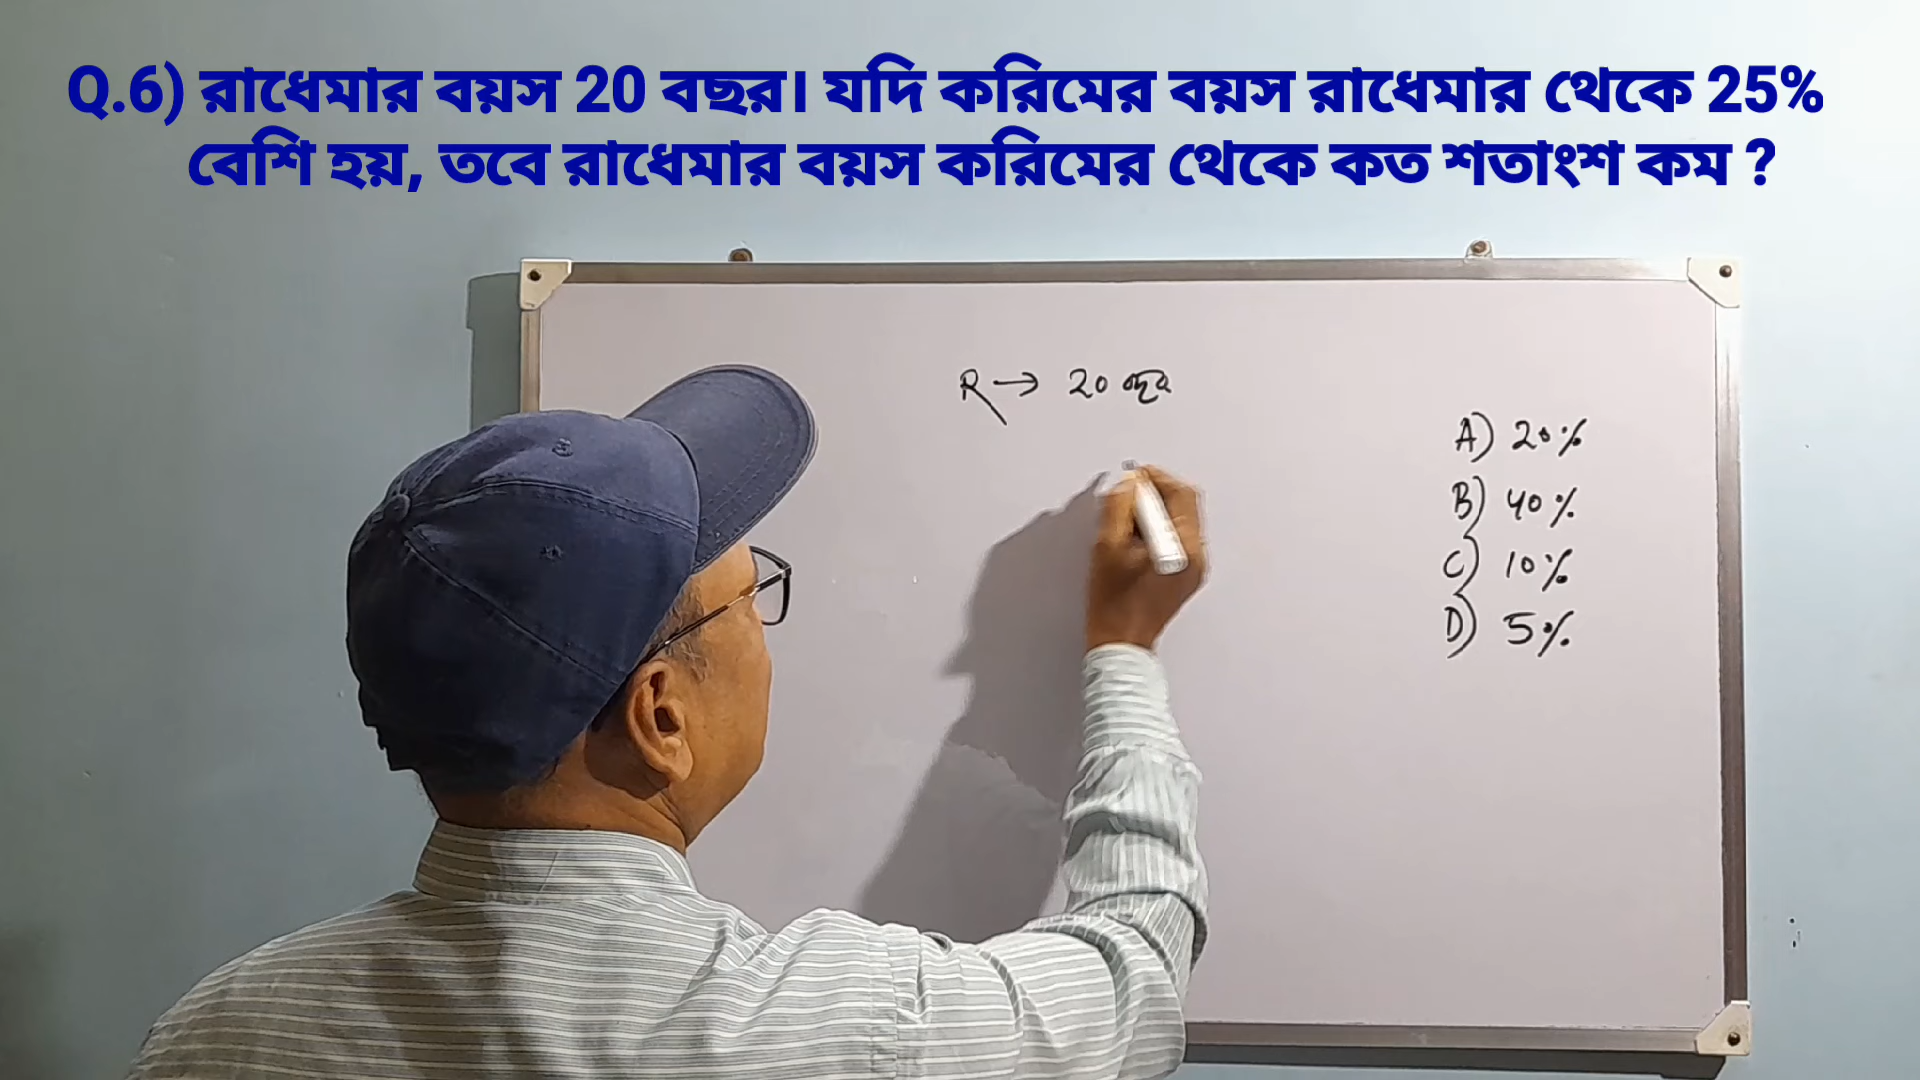 Q.6) রাধেমার বয়স 20 বছর। যদি করিমের বয়স রাধেমার থেকে 25%
বেশি হয়, তবে রাধেমার বয়স করিমের থেকে কত শতাংশ কম ?
R → 20 বছর
A) 20%
B) 40%
C) 10%
D) 5%